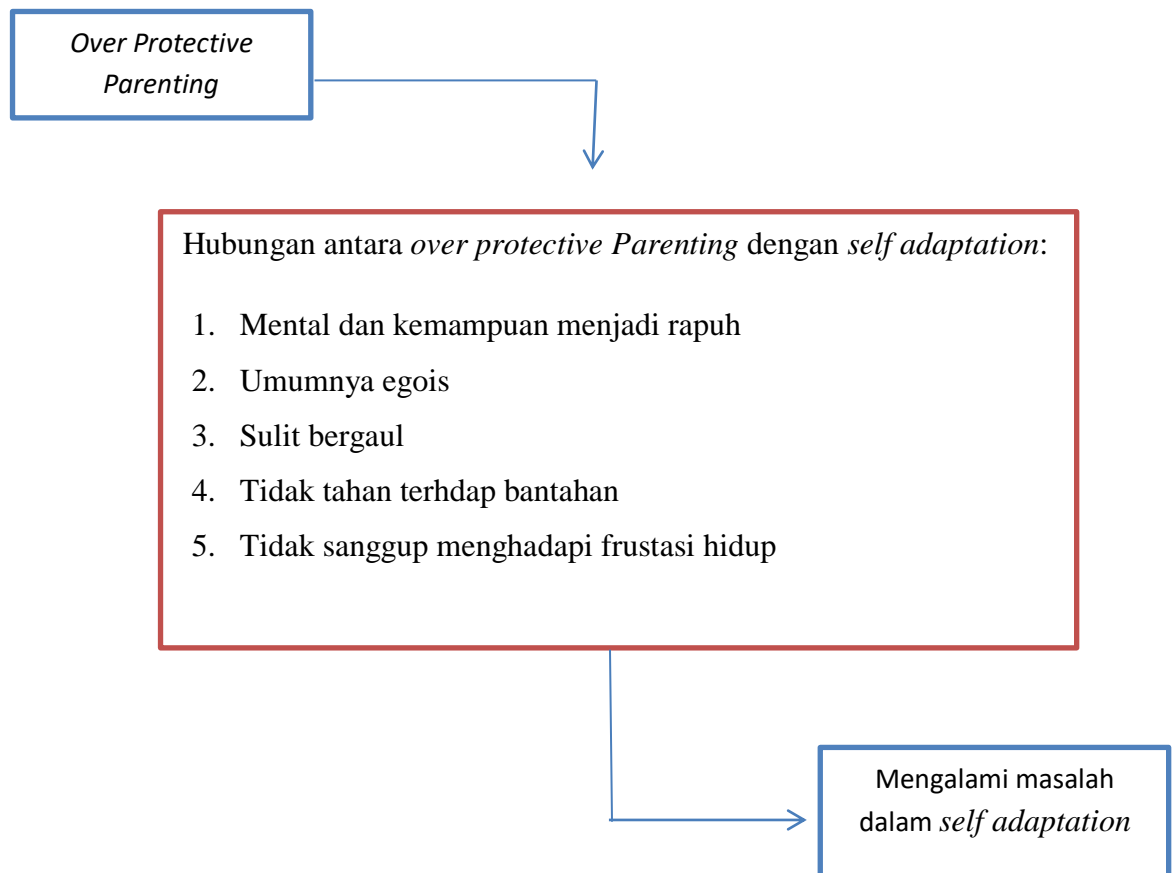 Over Protective
Parenting
Hubungan antara over protective Parenting dengan self adaptation:
1. Mental dan kemampuan menjadi rapuh
2. Umumnya egois
3. Sulit bergaul
4. Tidak tahan terhdap bantahan
5. Tidak sanggup menghadapi frustasi hidup
Mengalami masalah
dalam self adaptation